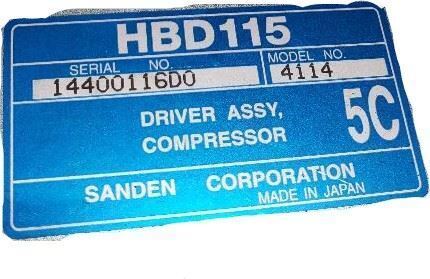 HBD115
SERIAL NO. MODEL NO.
14400116D0 4114
DRIVER ASSY,
COMPRESSOR
5C
SANDEN CORPORATION
MADE IN JAPAN